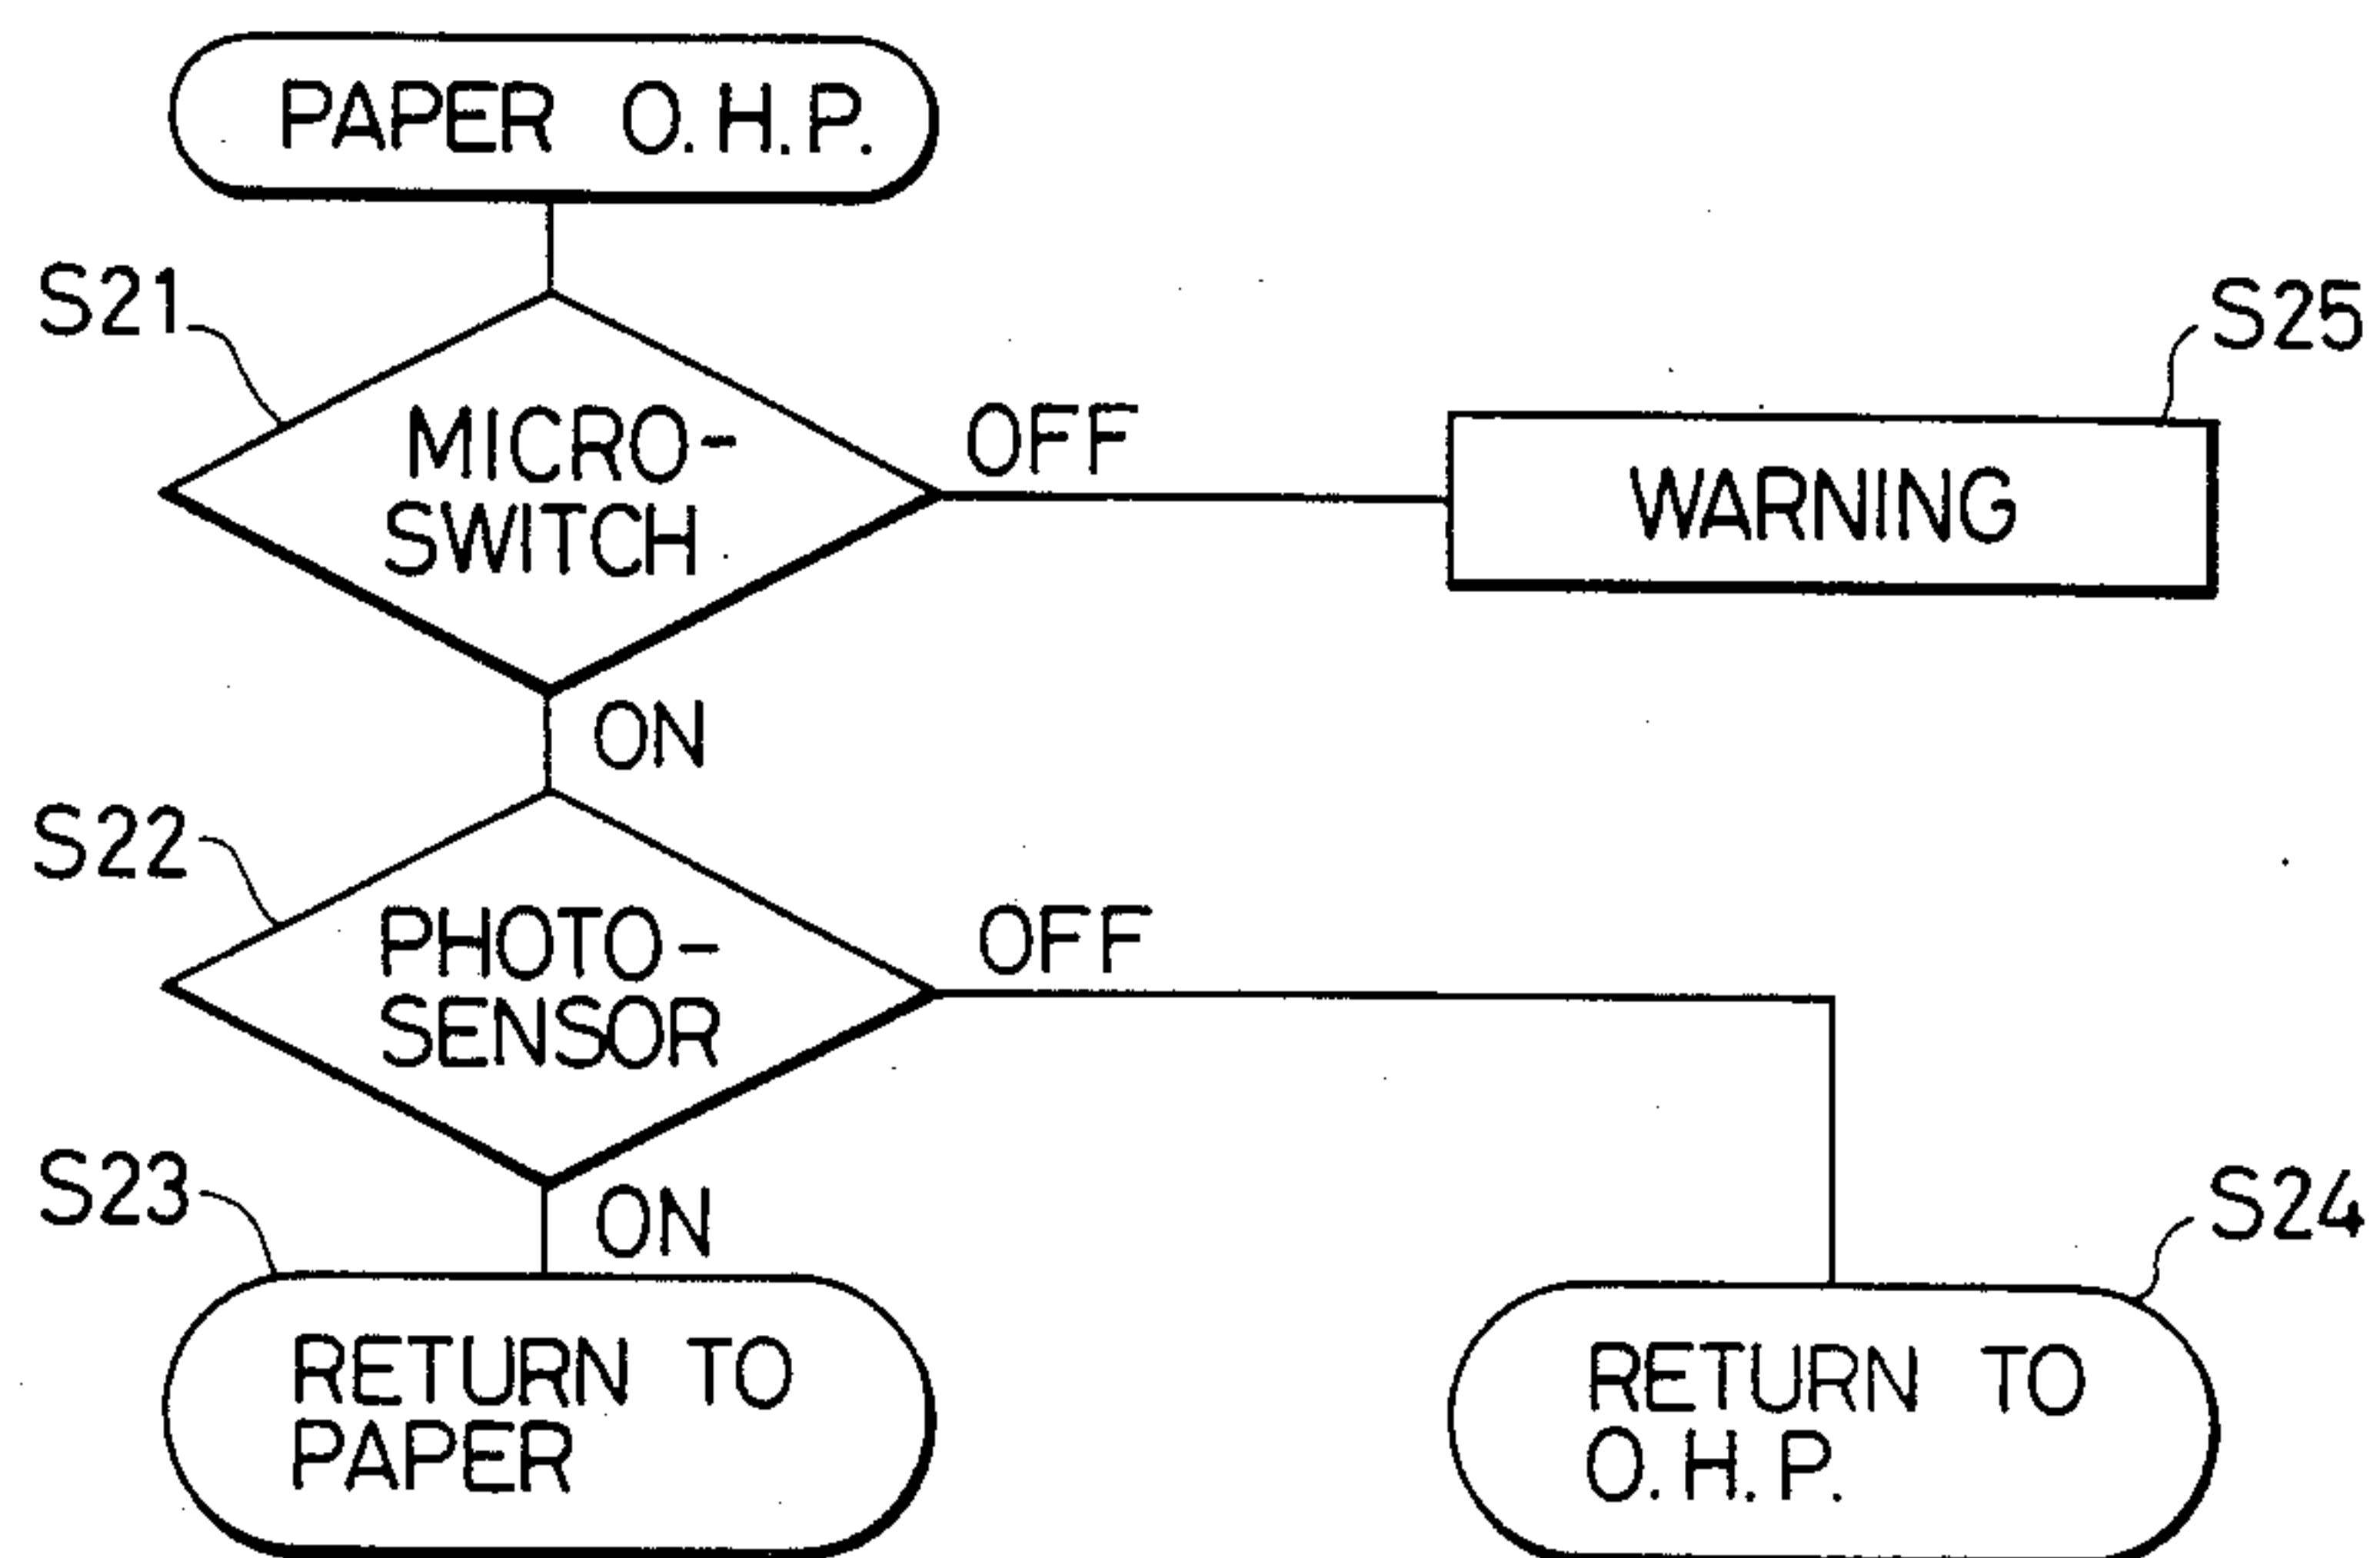 PAPER O.H.P.
S21
MICRO-
SWITCH
OFF
S25
WARNING
ON
S22
PHOTO-
SENSOR
OFF
ON
S23
RETURN TO
PAPER
S24
RETURN TO
O.H.P.